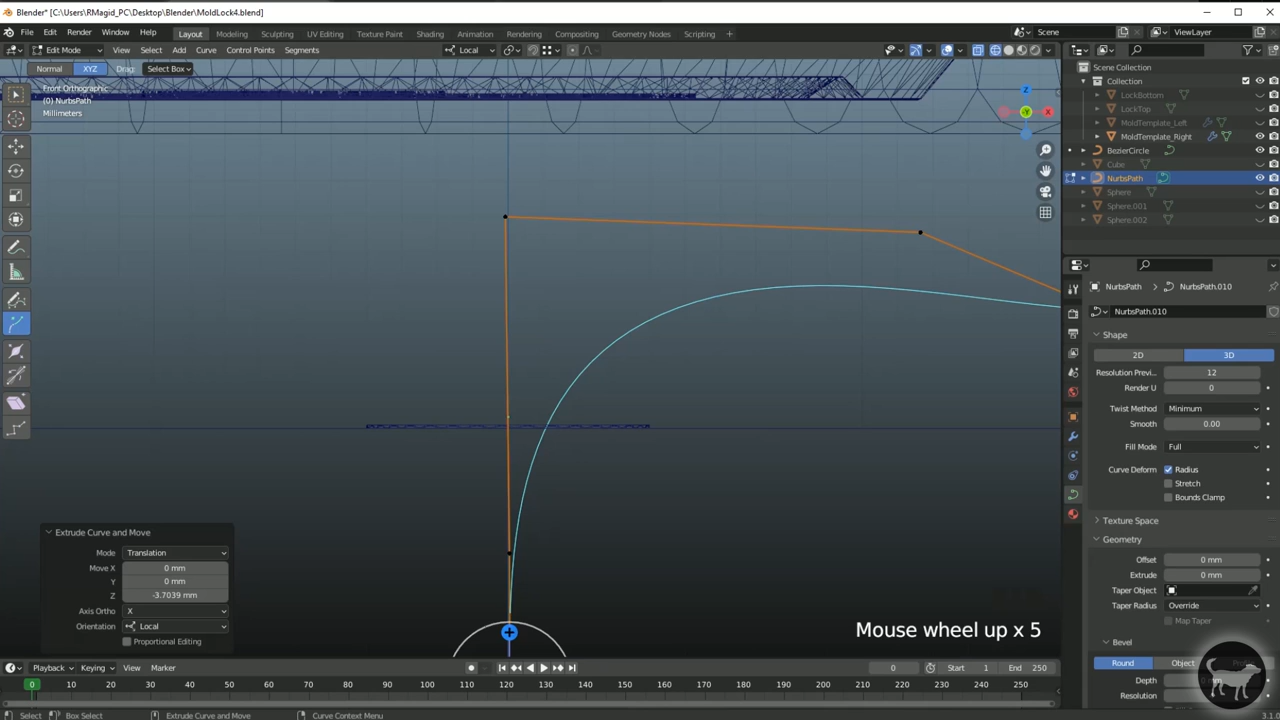 Blender* [C:\Users\RMagid_PC\Desktop\Blender\MoldLock4.blend]
File Edit Render Window Help Layout Modeling Sculpting UV Editing Texture Paint Shading Animation Rendering Compositing Geometry Nodes Scripting Scene ViewLayer
Edit Mode View Select Add Curve Control Points Segments Local
Normal XYZ Drag: Select Box
Front Orthographic
(0) NurbsPath
Millimeters
Z
Y
X
Scene Collection
Collection
LockBottom
LockTop
MoldTemplate_Left
MoldTemplate_Right
BezierCircle
Cube
NurbsPath
Sphere
Sphere.001
Sphere.002
NurbsPath > NurbsPath.010
NurbsPath.010
Shape
2D 3D
Resolution Previ... 12
Render U 0
Twist Method Minimum
Smooth 0.00
Fill Mode Full
Curve Deform Radius
Stretch
Bounds Clamp
Texture Space
Geometry
Offset 0 mm
Extrude 0 mm
Taper Object
Taper Radius Override
Map Taper
Bevel
Round Object
Depth
Resolution
Extrude Curve and Move
Mode Translation
Move X 0 mm
Y 0 mm
Z -3.7039 mm
Axis Ortho X
Orientation Local
Proportional Editing
Mouse wheel up x 5
Playback Keying View Marker 0 Start 1 End 250
0 10 20 30 40 50 60 70 80 90 100 110 120 130 140 150 160 170 180 190 200 210 220 230 240 250
Select Box Select Extrude Curve and Move Curve Context Menu 3.1.0